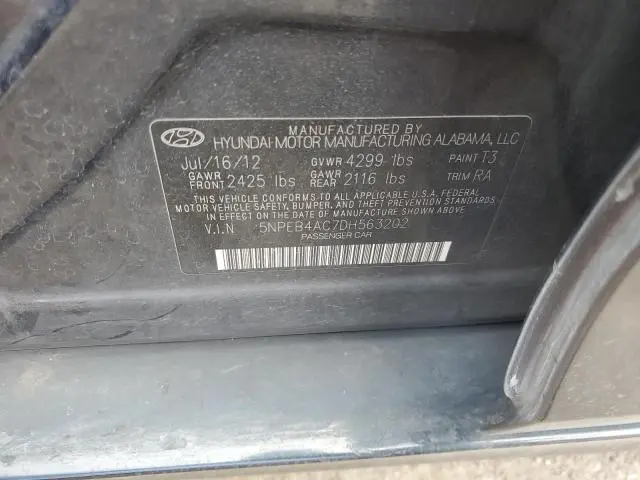 MANUFACTURED BY
HYUNDAI MOTOR MANUFACTURING ALABAMA, LLC
Jul/16/12 GVWR 4299 lbs PAINT T3
GAWR FRONT 2425 lbs GAWR REAR 2116 lbs TRIM RA
THIS VEHICLE CONFORMS TO ALL APPLICABLE U.S.A. FEDERAL
MOTOR VEHICLE SAFETY, BUMPER, AND THEFT PREVENTION STANDARDS
IN EFFECT ON THE DATE OF MANUFACTURE SHOWN ABOVE.
V.I.N 5NPEB4AC7DH563202
PASSENGER CAR